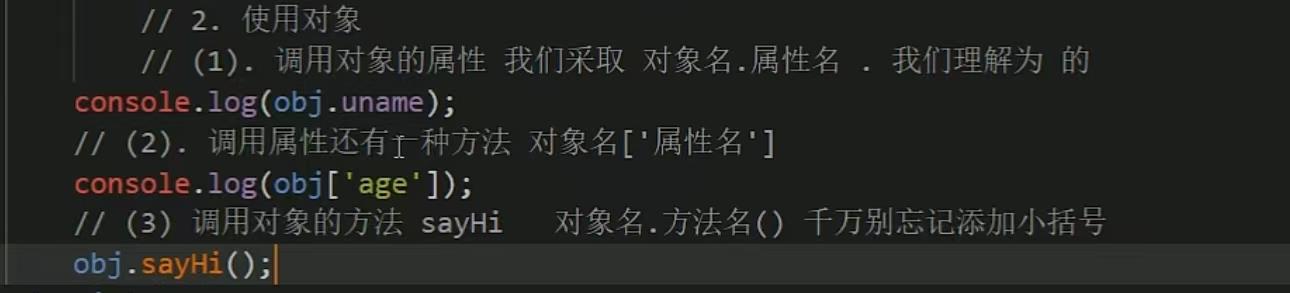 // 2. 使用对象
// (1). 调用对象的属性 我们采取 对象名.属性名 . 我们理解为 的
console.log(obj.uname);
// (2). 调用属性还有一种方法 对象名['属性名']
console.log(obj['age']);
// (3) 调用对象的方法 sayHi 对象名.方法名() 千万别忘记添加小括号
obj.sayHi();